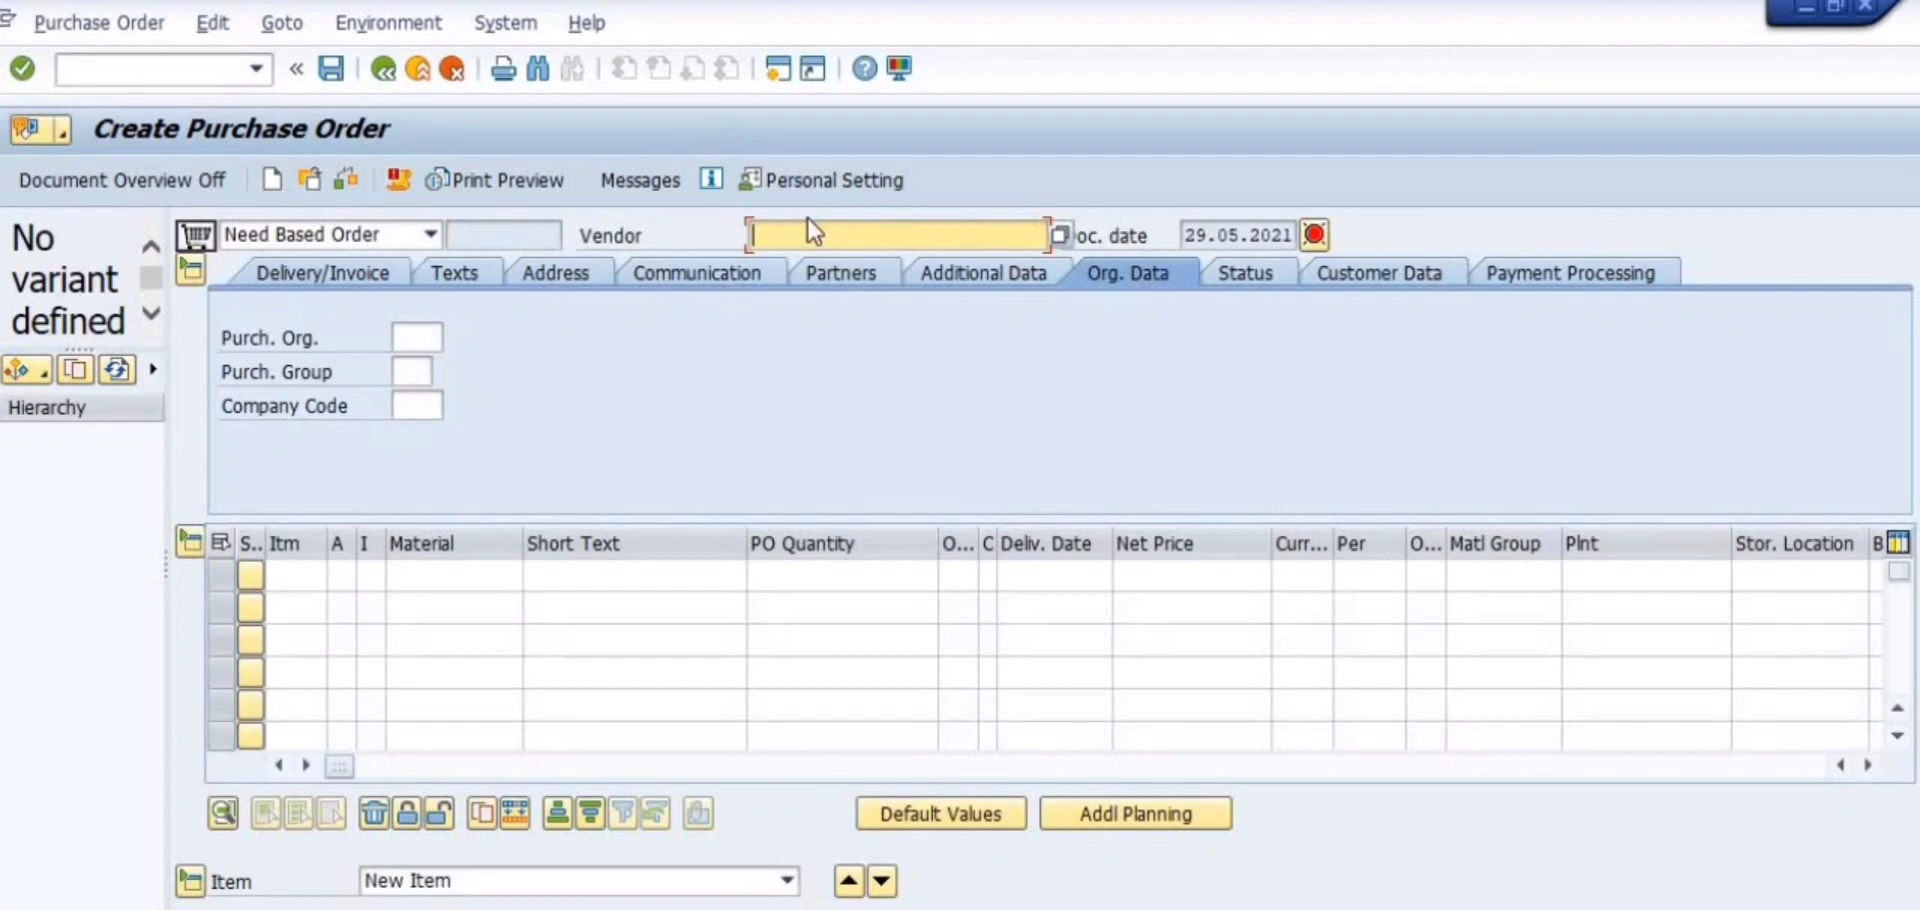 Purchase Order Edit Goto Environment System Help
Create Purchase Order
Document Overview Off Print Preview Messages Personal Setting
No
variant
defined
Hierarchy
Need Based Order Vendor oc. date 29.05.2021
Delivery/Invoice Texts Address Communication Partners Additional Data Org. Data Status Customer Data Payment Processing
Purch. Org.
Purch. Group
Company Code
S.. Itm A I Material Short Text PO Quantity O... C Deliv. Date Net Price Curr... Per O... Matl Group Plnt Stor. Location B
Default Values Addl Planning
Item New Item